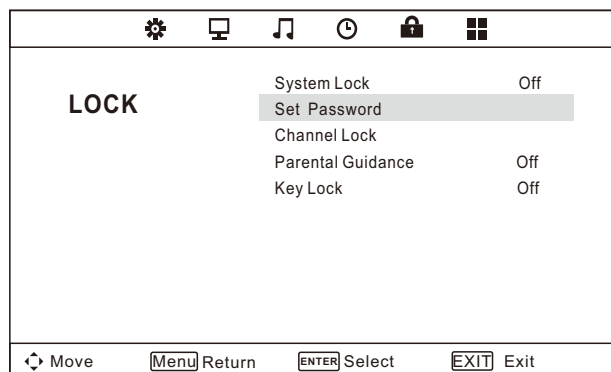 System Lock Off
LOCK
Set Password
Channel Lock
Parental Guidance Off
Key Lock Off
Move Menu Return ENTER Select EXIT Exit